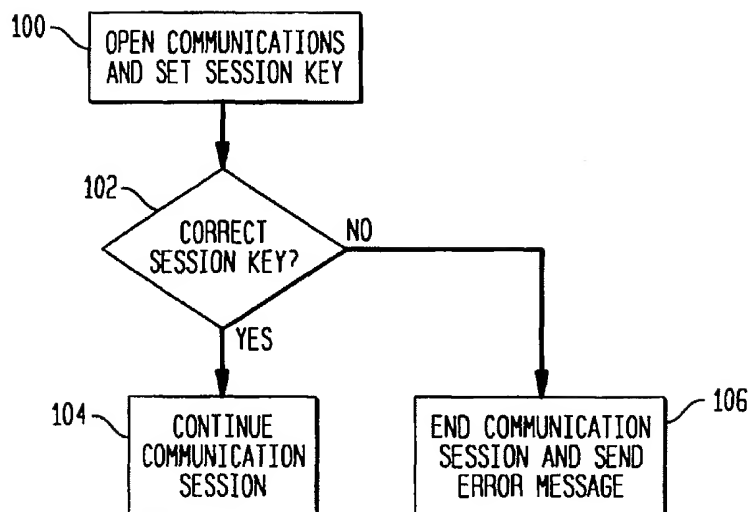 100
OPEN COMMUNICATIONS
AND SET SESSION KEY
102
CORRECT
SESSION KEY?
NO
YES
104
CONTINUE
COMMUNICATION
SESSION
END COMMUNICATION
SESSION AND SEND
ERROR MESSAGE
106